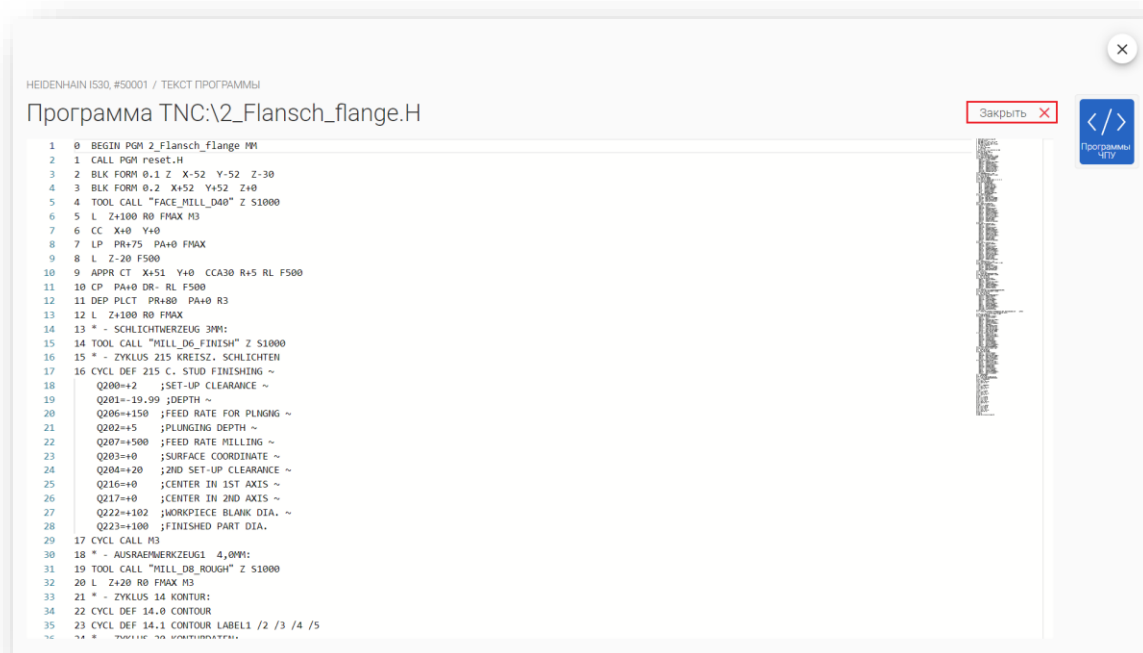 HEIDENHAIN I530, #50001 / ТЕКСТ ПРОГРАММЫ
Программа TNC:\2_Flansch_flange.H
Закрыть
Программы
ЧПУ
1 0 BEGIN PGM 2_Flansch_flange MM
2 1 CALL PGM reset.H
3 2 BLK FORM 0.1 Z X-52 Y-52 Z-30
4 3 BLK FORM 0.2 X+52 Y+52 Z+0
5 4 TOOL CALL "FACE_MILL_D40" Z S1000
6 5 L Z+100 R0 FMAX M3
7 6 CC X+0 Y+0
8 7 LP PR+75 PA+0 FMAX
9 8 L Z-20 F500
10 9 APPR CT X+51 Y+0 CCA30 R+5 RL F500
11 10 CP PA+0 DR- RL F500
12 11 DEP PLCT PR+80 PA+0 R3
13 12 L Z+100 R0 FMAX
14 13 * - SCHLICHTWERZEUG 3MM:
15 14 TOOL CALL "MILL_D6_FINISH" Z S1000
16 15 * - ZYKLUS 215 KREISZ. SCHLICHTEN
17 16 CYCL DEF 215 C. STUD FINISHING ~
18 Q200=+2 ;SET-UP CLEARANCE ~
19 Q201=-19.99 ;DEPTH ~
20 Q206=+150 ;FEED RATE FOR PLNGNG ~
21 Q202=+5 ;PLUNGING DEPTH ~
22 Q207=+500 ;FEED RATE MILLING ~
23 Q203=+0 ;SURFACE COORDINATE ~
24 Q204=+20 ;2ND SET-UP CLEARANCE ~
25 Q216=+0 ;CENTER IN 1ST AXIS ~
26 Q217=+0 ;CENTER IN 2ND AXIS ~
27 Q222=+102 ;WORKPIECE BLANK DIA. ~
28 Q223=+100 ;FINISHED PART DIA.
29 17 CYCL CALL M3
30 18 * - AUSRAEMWERKZEUG1 4,0MM:
31 19 TOOL CALL "MILL_D8_ROUGH" Z S1000
32 20 L Z+20 R0 FMAX M3
33 21 * - ZYKLUS 14 KONTUR:
34 22 CYCL DEF 14.0 CONTOUR
35 23 CYCL DEF 14.1 CONTOUR LABEL1 /2 /3 /4 /5
36 24 * - ZYKLUS 20 KONTURDATEN: